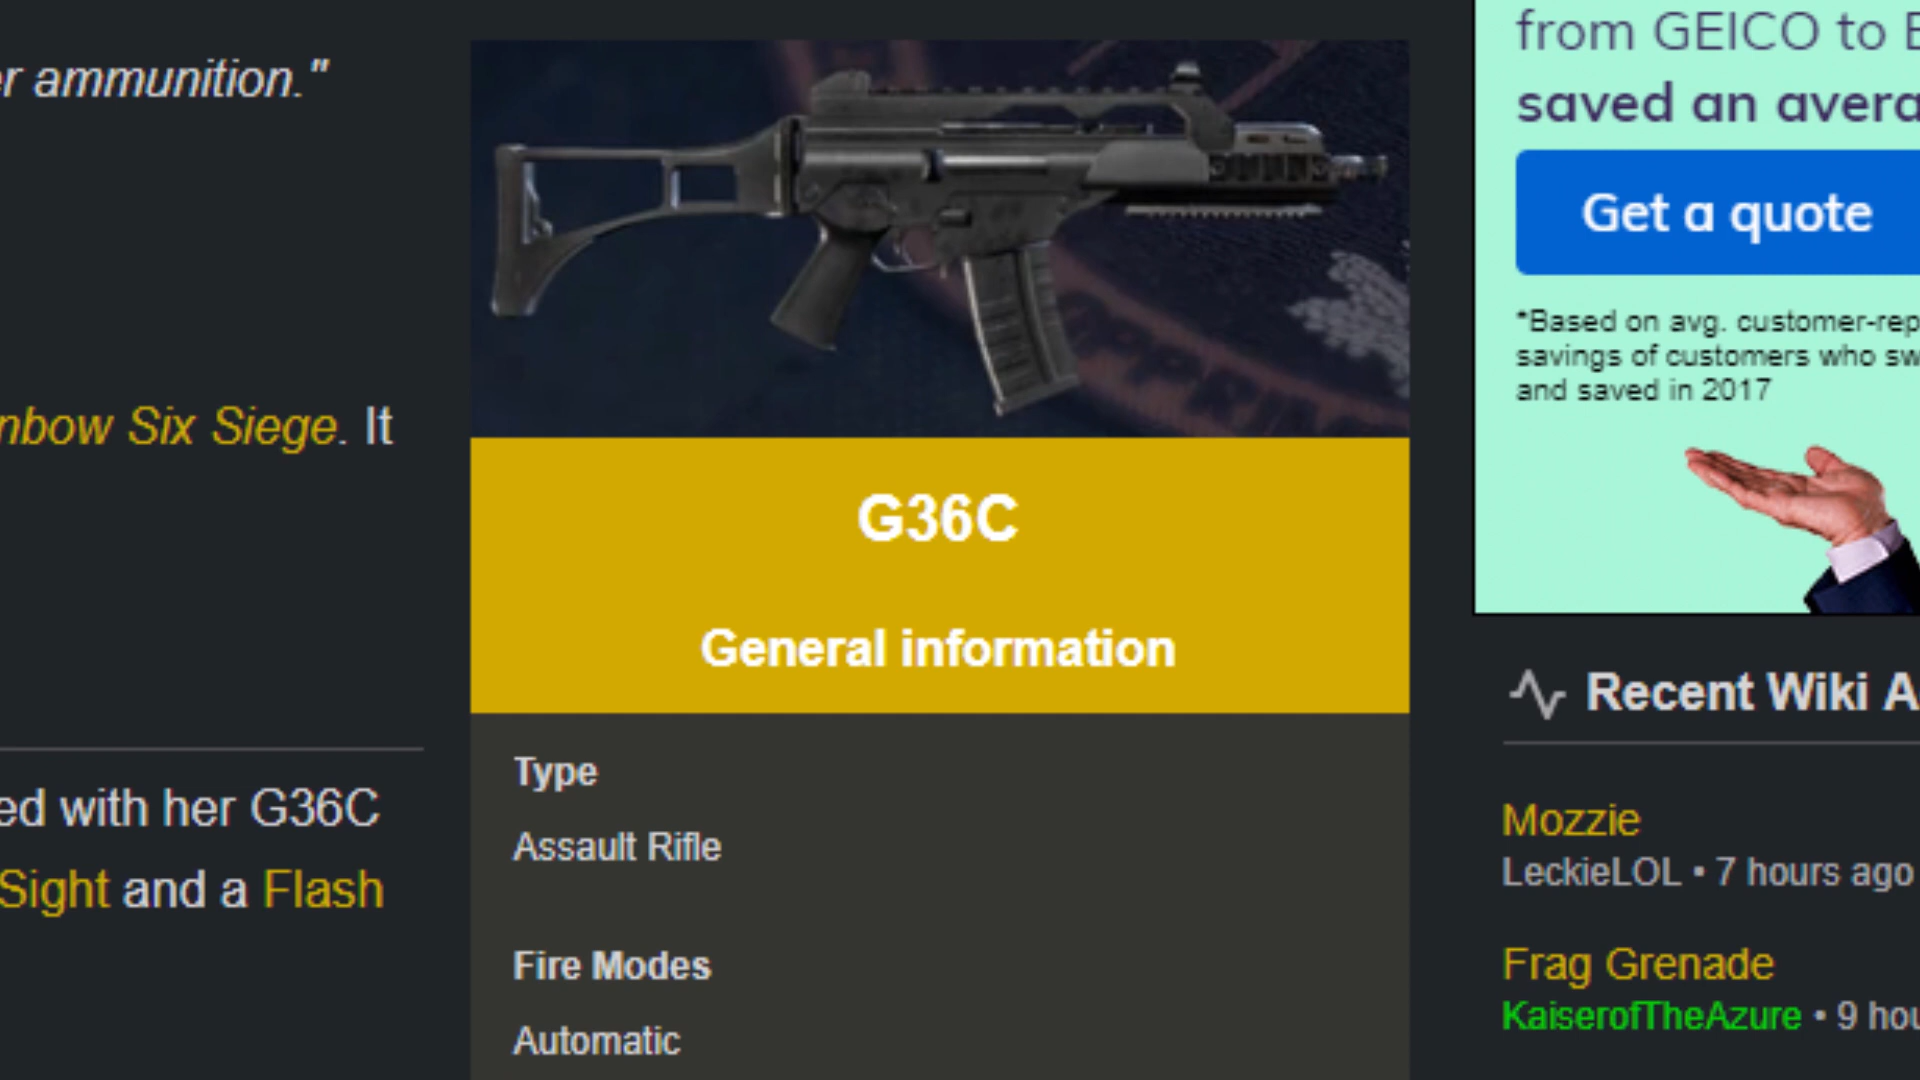 er ammunition."
nbow Six Siege. It
ed with her G36C
Sight and a Flash
G36C
General information
Type
Assault Rifle
Fire Modes
Automatic
from GEICO to
saved an avera
Get a quote
*Based on avg. customer-rep
savings of customers who sw
and saved in 2017
Recent Wiki A
Mozzie
LeckieLOL • 7 hours ago
Frag Grenade
KaiserofTheAzure • 9 hou